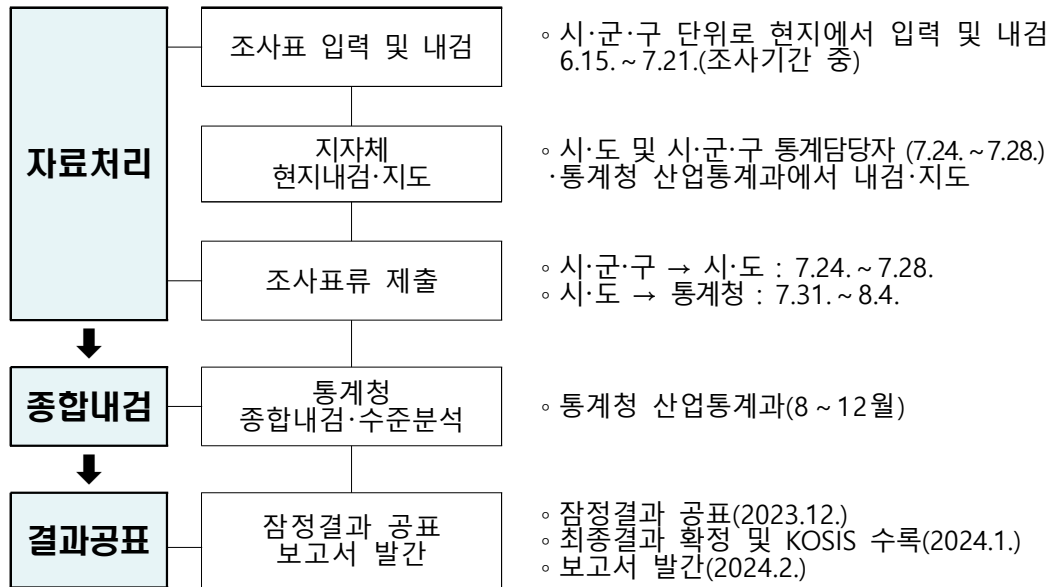 자료처리
조사표 입력 및 내검
◦ 시·군·구 단위로 현지에서 입력 및 내검
6.15.~7.21.(조사기간 중)
지자체
현지내검·지도
◦ 시·도 및 시·군·구 통계담당자 (7.24.~7.28.)
·통계청 산업통계과에서 내검·지도
조사표류 제출
◦ 시·군·구 → 시·도 : 7.24.~7.28.
◦ 시·도 → 통계청 : 7.31.~8.4.
종합내검
통계청
종합내검·수준분석
◦ 통계청 산업통계과(8~12월)
결과공표
잠정결과 공표
보고서 발간
◦ 잠정결과 공표(2023.12.)
◦ 최종결과 확정 및 KOSIS 수록(2024.1.)
◦ 보고서 발간(2024.2.)